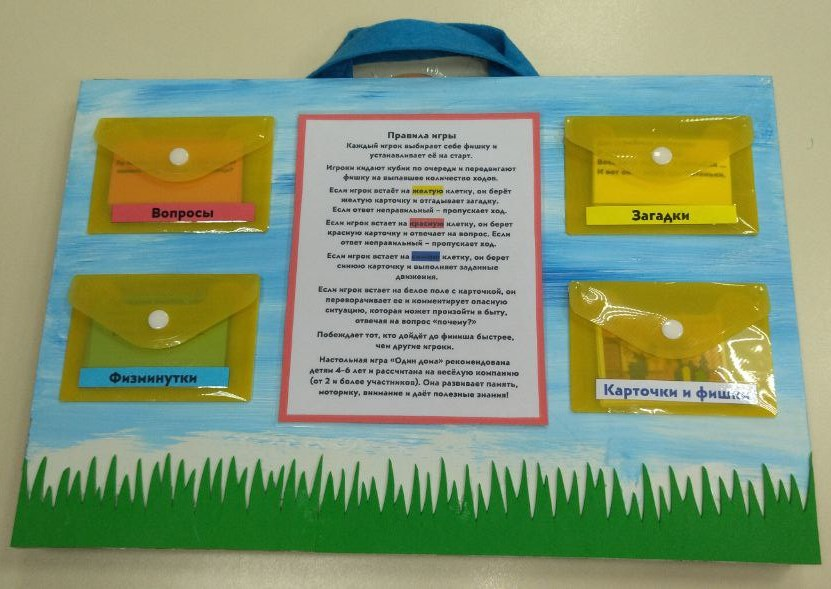 Правила игры
Каждый игрок выбирает себе фишку и
устанавливает её на старт.
Игроки кидают кубик по очереди и передвигают
фишку на выпавшее количество ходов.
Если игрок встаёт на желтую клетку, он берёт
желтую карточку и отгадывает загадку.
Если ответ неправильный – пропускает ход.
Если игрок встает на красную клетку, он берет
красную карточку и отвечает на вопрос. Если
ответ неправильный – пропускает ход.
Если игрок встает на синюю клетку, он берет
синюю карточку и выполняет заданные
движения.
Если игрок встает на белое поле с карточкой, он
переворачивает ее и комментирует опасную
ситуацию, которая может произойти в быту,
отвечая на вопрос «почему?»
Побеждает тот, кто дойдёт до финиша быстрее,
чем другие игроки.
Настольная игра «Один дома» рекомендована
детям 4-6 лет и рассчитана на весёлую компанию
(от 2 и более участников). Она развивает память,
моторику, внимание и даёт полезные знания!
Вопросы
Загадки
Физминутки
Карточки и фишки